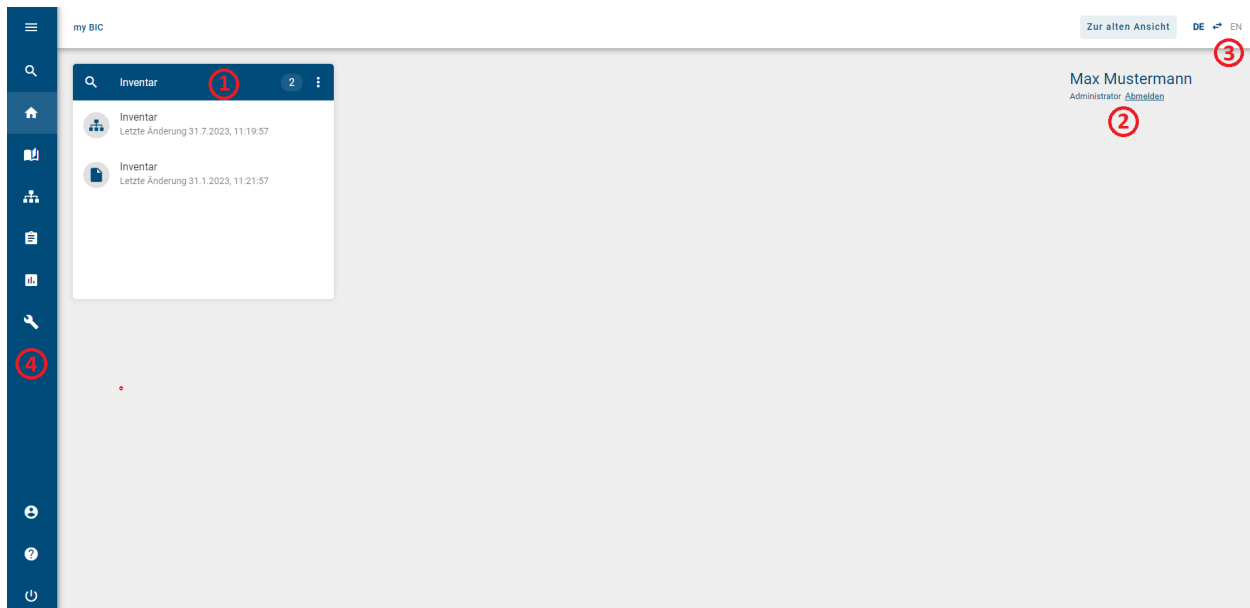 my BIC
Zur alten Ansicht
DE
EN
3
Inventar
1
2
Max Mustermann
Administrator Abmelden
2
Inventar
Letzte Änderung 31.7.2023, 11:19:57
Inventar
Letzte Änderung 31.1.2023, 11:21:57
4